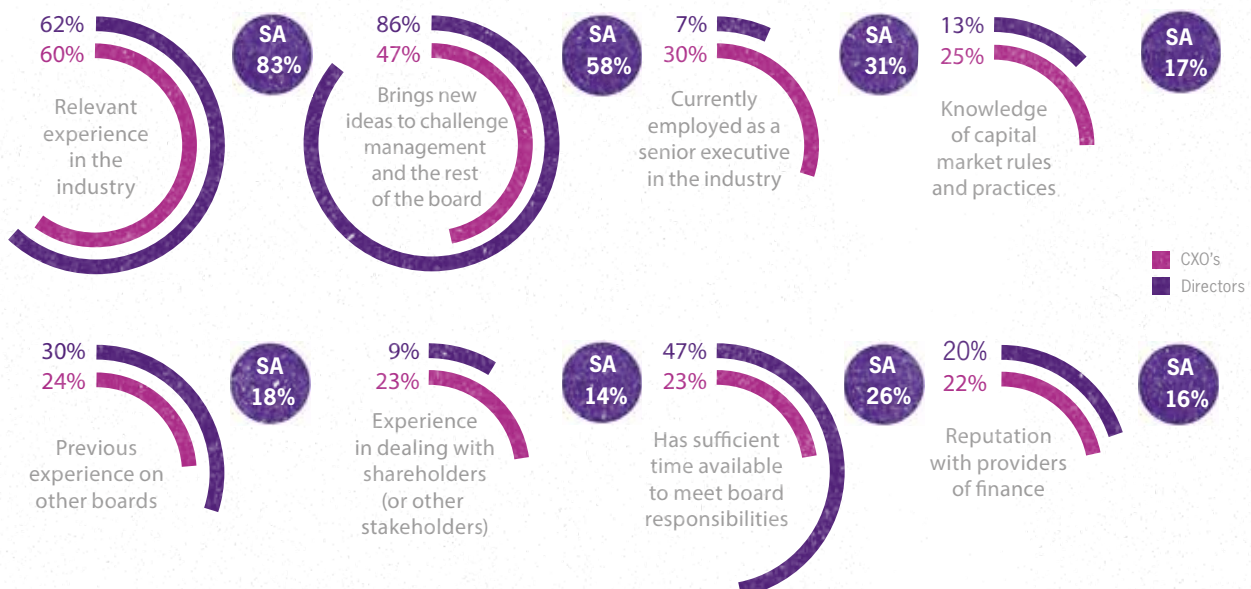 62%
60%
Relevant
experience
in the
industry
SA
83%
86%
47%
Brings new
ideas to challenge
management
and the rest
of the board
SA
58%
7%
30%
Currently
employed as a
senior executive
in the industry
SA
31%
13%
25%
Knowledge
of capital
market rules
and practices
SA
17%
CXO's
Directors
30%
24%
Previous
experience on
other boards
SA
18%
9%
23%
Experience
in dealing with
shareholders
(or other
stakeholders)
SA
14%
47%
23%
Has sufficient
time available
to meet board
responsibilities
SA
26%
20%
22%
Reputation
with providers
of finance
SA
16%